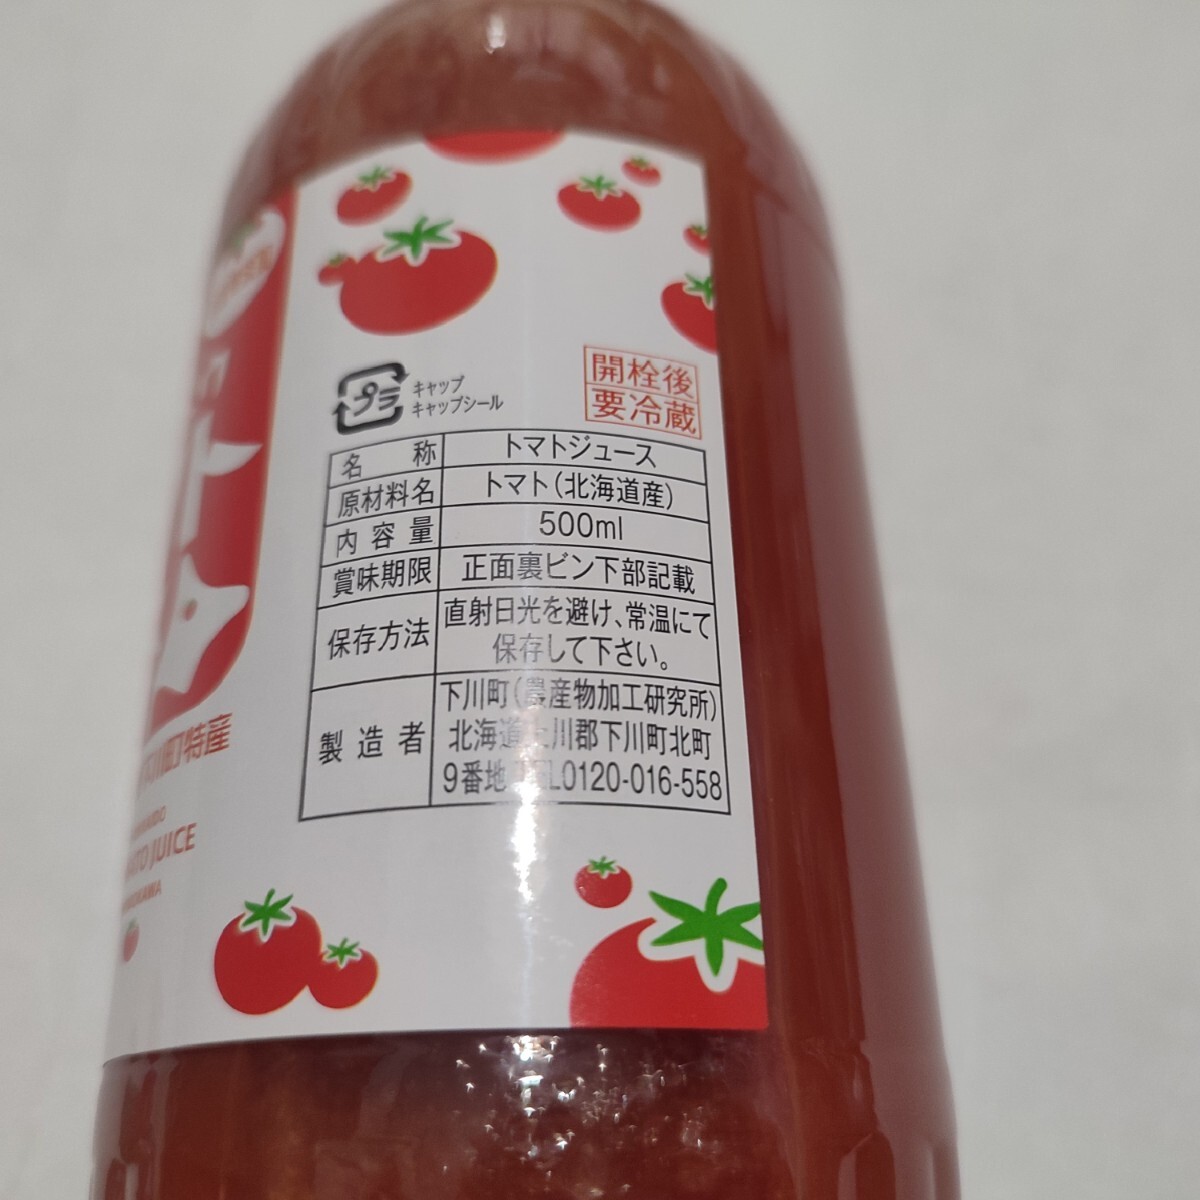 プラ
キャップ
キャップシール
開栓後
要冷蔵
名 称 トマトジュース
原材料名 トマト(北海道産)
内容量 500ml
賞味期限 正面裏ビン下部記載
保存方法 直射日光を避け、常温にて
保存して下さい。
製造者 下川町(農産物加工研究所)
北海道上川郡下川町北町
9番地 L0120-016-558
川町特産
JUICE